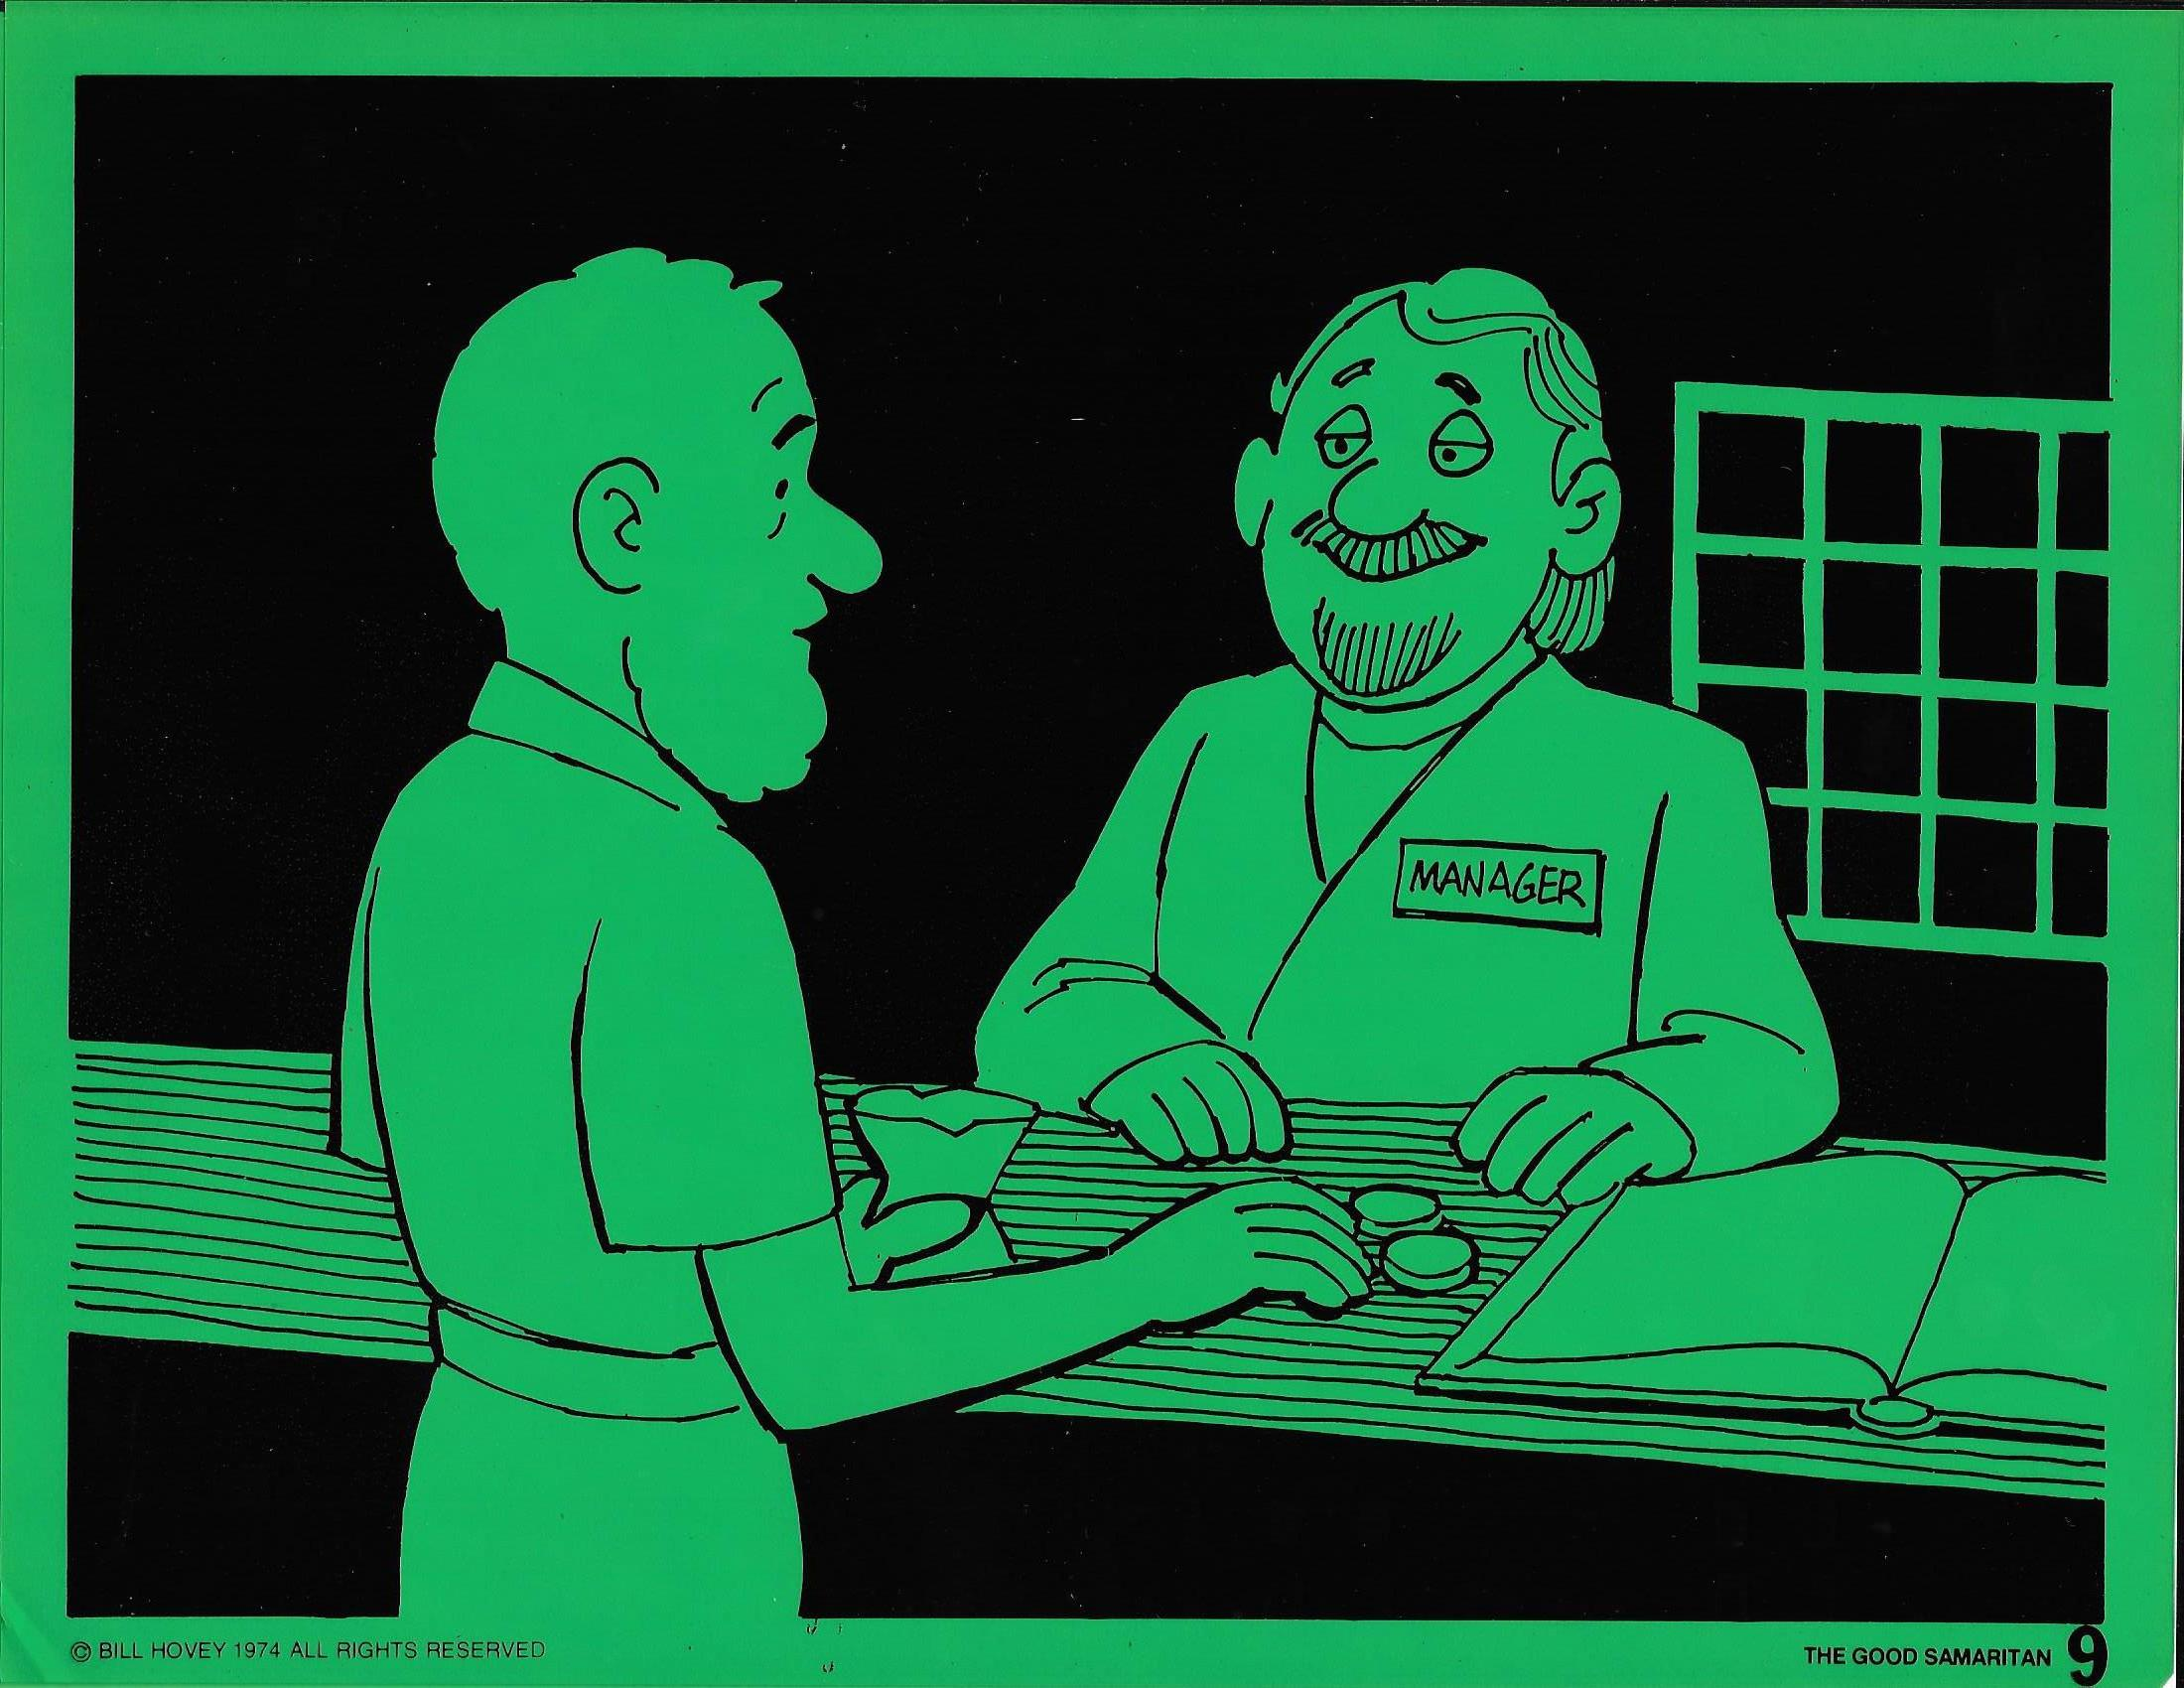 MANAGER
© BILL HOVEY 1974 ALL RIGHTS RESERVED
THE GOOD SAMARITAN 9